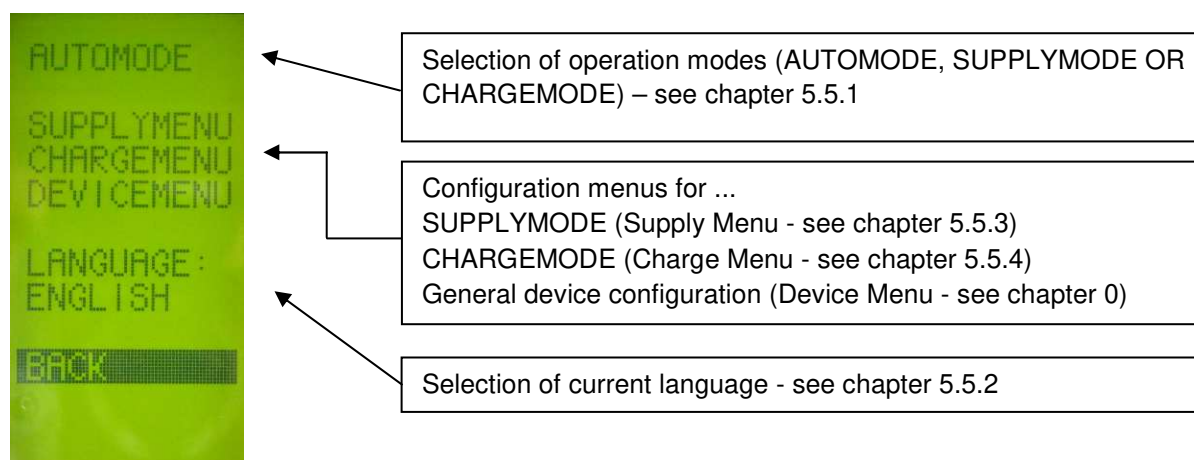 AUTOMODE
SUPPLYMENU
CHARGEMENU
DEVICEMENU
LANGUAGE:
ENGLISH
BACK
Selection of operation modes (AUTOMODE, SUPPLYMODE OR
CHARGEMODE) – see chapter 5.5.1
Configuration menus for ...
SUPPLYMODE (Supply Menu - see chapter 5.5.3)
CHARGEMODE (Charge Menu - see chapter 5.5.4)
General device configuration (Device Menu - see chapter 0)
Selection of current language - see chapter 5.5.2